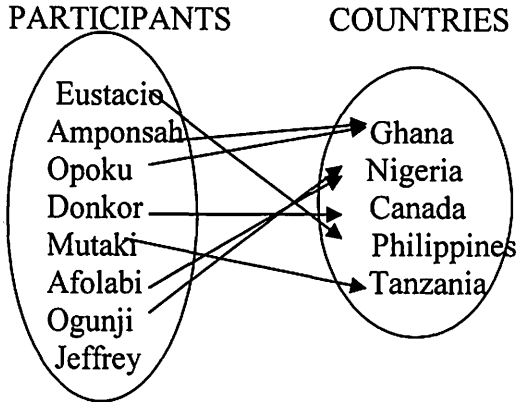 PARTICIPANTS
Eustacio
Amponsah
Opoku
Donkor
Mutaki
Afolabi
Ogunji
Jeffrey
COUNTRIES
Ghana
Nigeria
Canada
Philippines
Tanzania